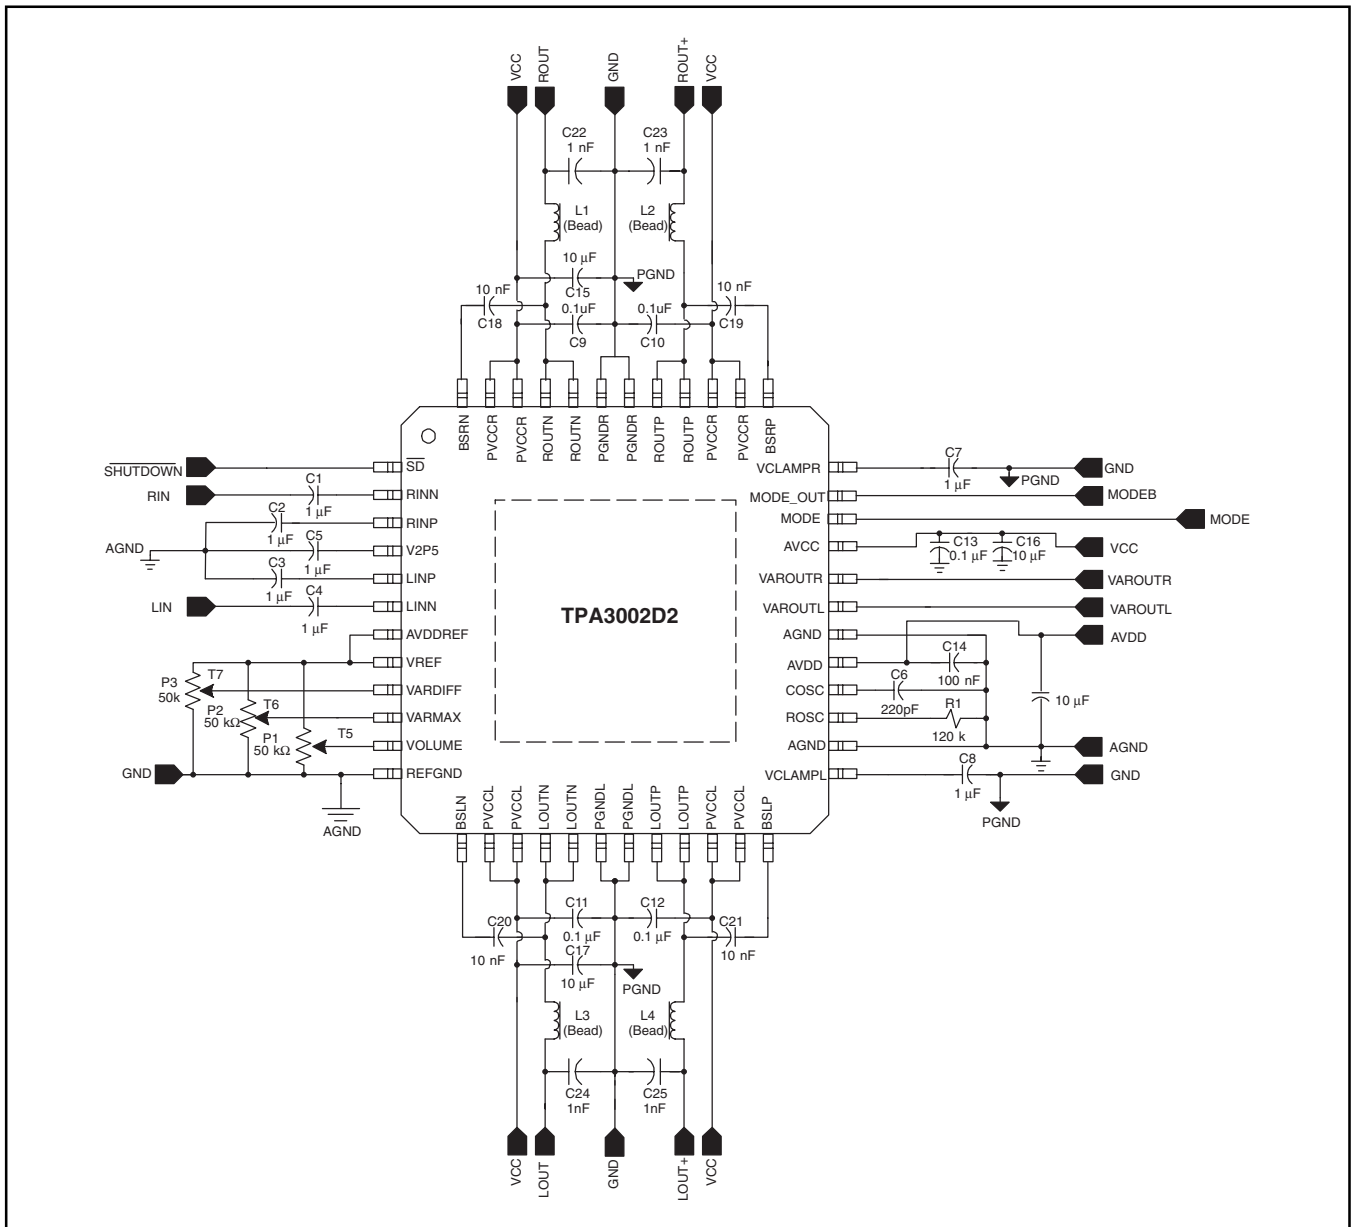 VCC
ROUT
GND
ROUT+
VCC
C22
1 nF
C23
1 nF
L1
(Bead)
L2
(Bead)
10 µF
C15
PGND
10 nF
C18
0.1uF
C9
0.1uF
C10
10 nF
C19
BSRN
PVCCR
PVCCR
ROUTN
ROUTN
PGNDR
PGNDR
ROUTP
ROUTP
PVCCR
PVCCR
BSRP
SHUTDOWN
SD
RIN
C1
1 µF
RINN
C2
1 µF
RINP
AGND
C5
1 µF
V2P5
C3
1 µF
LINP
LIN
C4
1 µF
LINN
AVDDREF
VREF
P3
50k
T7
VARDIFF
P2
50 kΩ
T6
VARMAX
P1
50 kΩ
T5
VOLUME
GND
REFGND
AGND
TPA3002D2
VCLAMPR
C7
1 µF
PGND
GND
MODE_OUT
MODEB
MODE
MODE
AVCC
C13
0.1 µF
C16
10 µF
VCC
VAROUTR
VAROUTR
VAROUTL
VAROUTL
AGND
AVDD
AVDD
C14
100 nF
COSC
C6
220pF
10 µF
ROSC
R1
120 k
AGND
AGND
VCLAMPL
C8
1 µF
PGND
GND
BSLN
PVCCL
PVCCL
LOUTN
LOUTN
PGNDL
PGNDL
LOUTP
LOUTP
PVCCL
PVCCL
BSLP
C20
10 nF
C11
0.1 µF
C12
0.1 µF
C21
10 nF
C17
10 µF
PGND
L3
(Bead)
L4
(Bead)
C24
1nF
C25
1nF
VCC
LOUT
GND
LOUT+
VCC